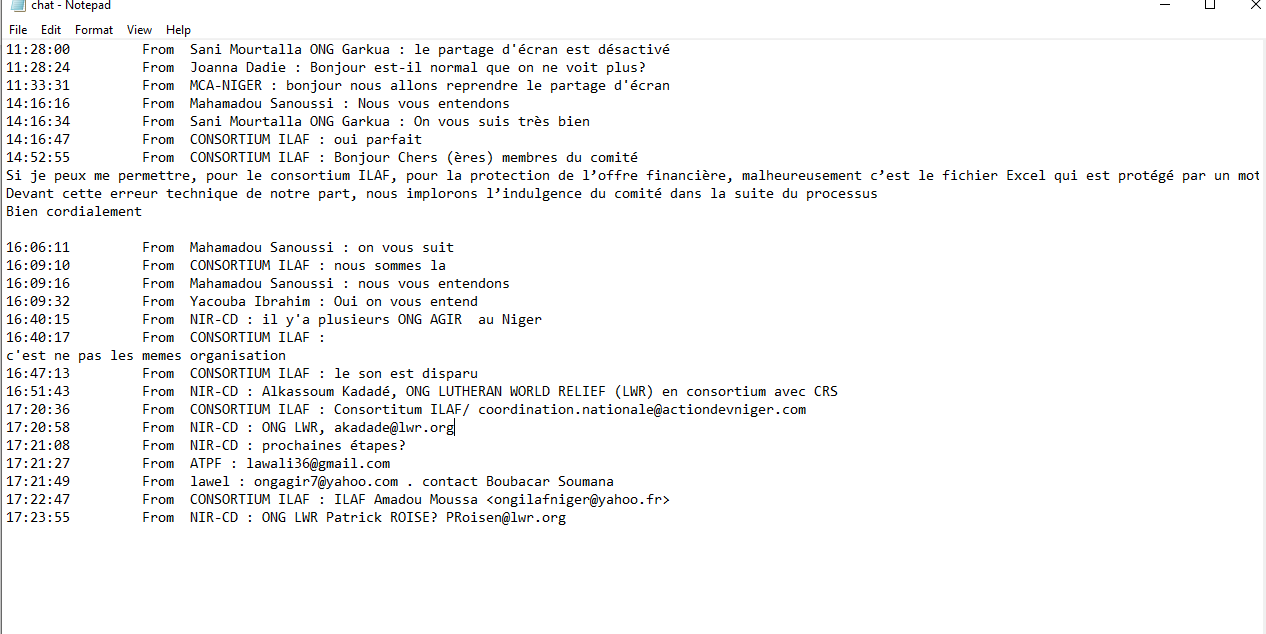 chat - Notepad
File Edit Format View Help
11:28:00 From Sani Mourtalla ONG Garkua : le partage d'écran est désactivé
11:28:24 From Joanna Dadie : Bonjour est-il normal que on ne voit plus?
11:33:31 From MCA-NIGER : bonjour nous allons reprendre le partage d'écran
14:16:16 From Mahamadou Sanoussi : Nous vous entendons
14:16:34 From Sani Mourtalla ONG Garkua : On vous suis très bien
14:16:47 From CONSORTIUM ILAF : oui parfait
14:52:55 From CONSORTIUM ILAF : Bonjour Chers (ères) membres du comité
Si je peux me permettre, pour le consortium ILAF, pour la protection de l’offre financière, malheureusement c’est le fichier Excel qui est protégé par un mot
Devant cette erreur technique de notre part, nous implorons l’indulgence du comité dans la suite du processus
Bien cordialement
16:06:11 From Mahamadou Sanoussi : on vous suit
16:09:10 From CONSORTIUM ILAF : nous sommes la
16:09:16 From Mahamadou Sanoussi : nous vous entendons
16:09:32 From Yacouba Ibrahim : Oui on vous entend
16:40:15 From NIR-CD : il y'a plusieurs ONG AGIR au Niger
16:40:17 From CONSORTIUM ILAF :
c'est ne pas les memes organisation
16:47:13 From CONSORTIUM ILAF : le son est disparu
16:51:43 From NIR-CD : Alkassoum Kadadé, ONG LUTHERAN WORLD RELIEF (LWR) en consortium avec CRS
17:20:36 From CONSORTIUM ILAF : Consortitum ILAF/ coordination.nationale@actiondevniger.com
17:20:58 From NIR-CD : ONG LWR, akadade@lwr.org
17:21:08 From NIR-CD : prochaines étapes?
17:21:27 From ATPF : lawali36@gmail.com
17:21:49 From lawel : ongagir7@yahoo.com . contact Boubacar Soumana
17:22:47 From CONSORTIUM ILAF : ILAF Amadou Moussa <ongilafniger@yahoo.fr>
17:23:55 From NIR-CD : ONG LWR Patrick ROISE? PRoisen@lwr.org